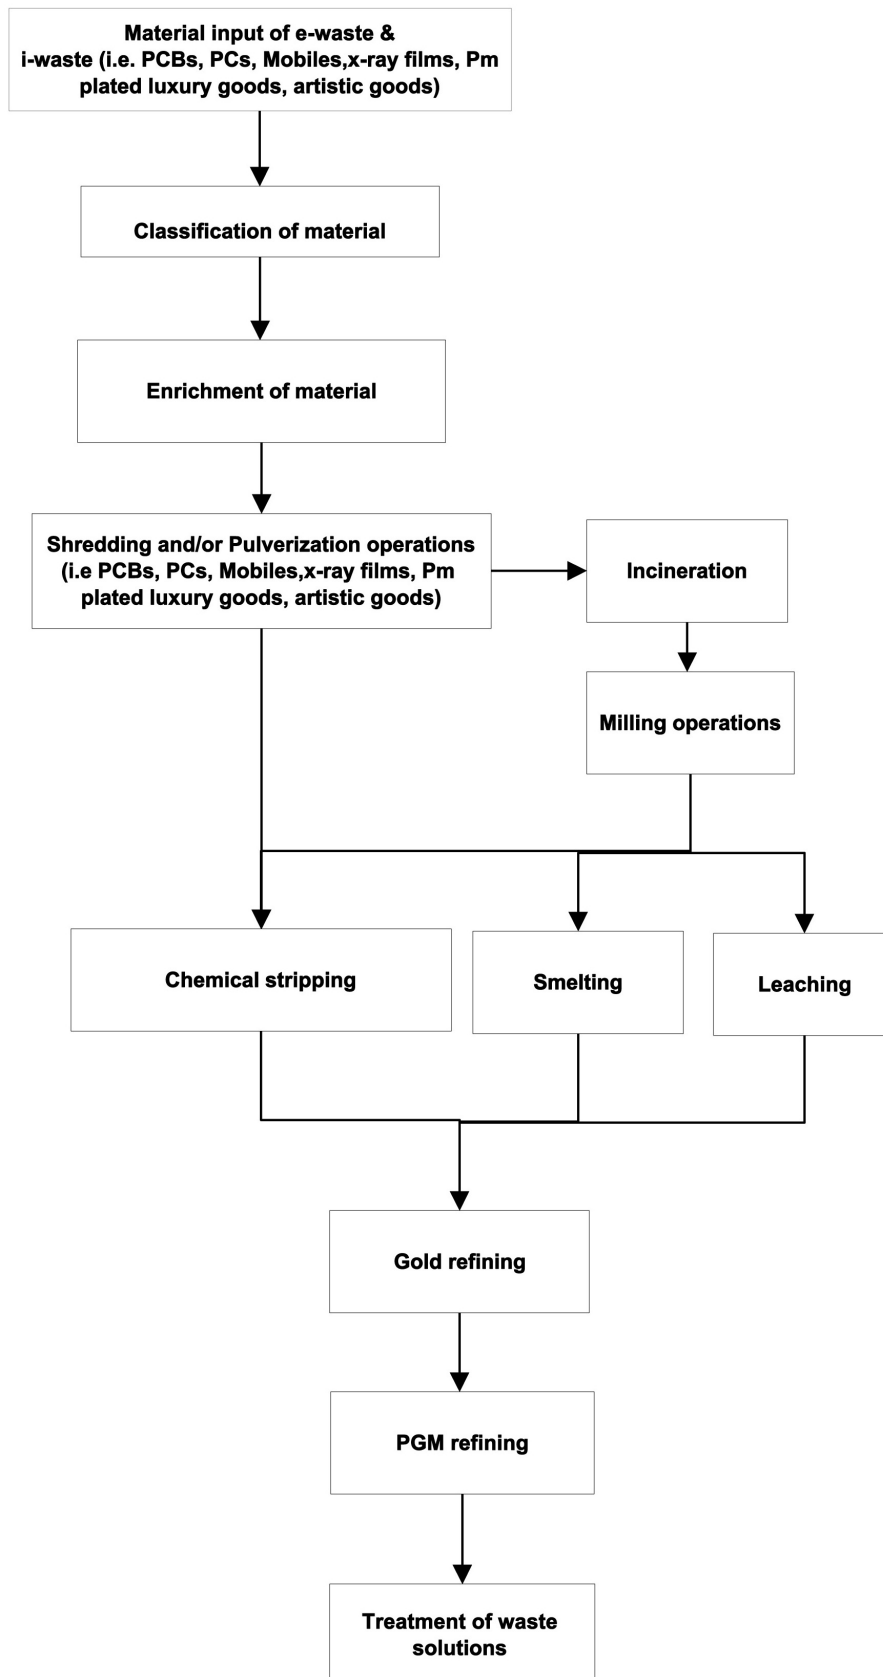 Material input of e-waste &
i-waste (i.e. PCBs, PCs, Mobiles,x-ray films, Pm
plated luxury goods, artistic goods)
Classification of material
Enrichment of material
Shredding and/or Pulverization operations
(i.e PCBs, PCs, Mobiles,x-ray films, Pm
plated luxury goods, artistic goods)
Incineration
Milling operations
Chemical stripping
Smelting
Leaching
Gold refining
PGM refining
Treatment of waste
solutions